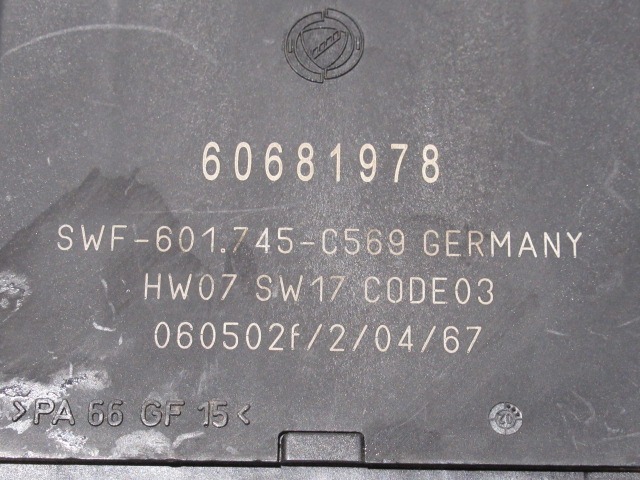 60681978
SWF-601.745-C569 GERMANY
HW07 SW17 CODE03
060502f/2/04/67
>PA 66 GF 15<